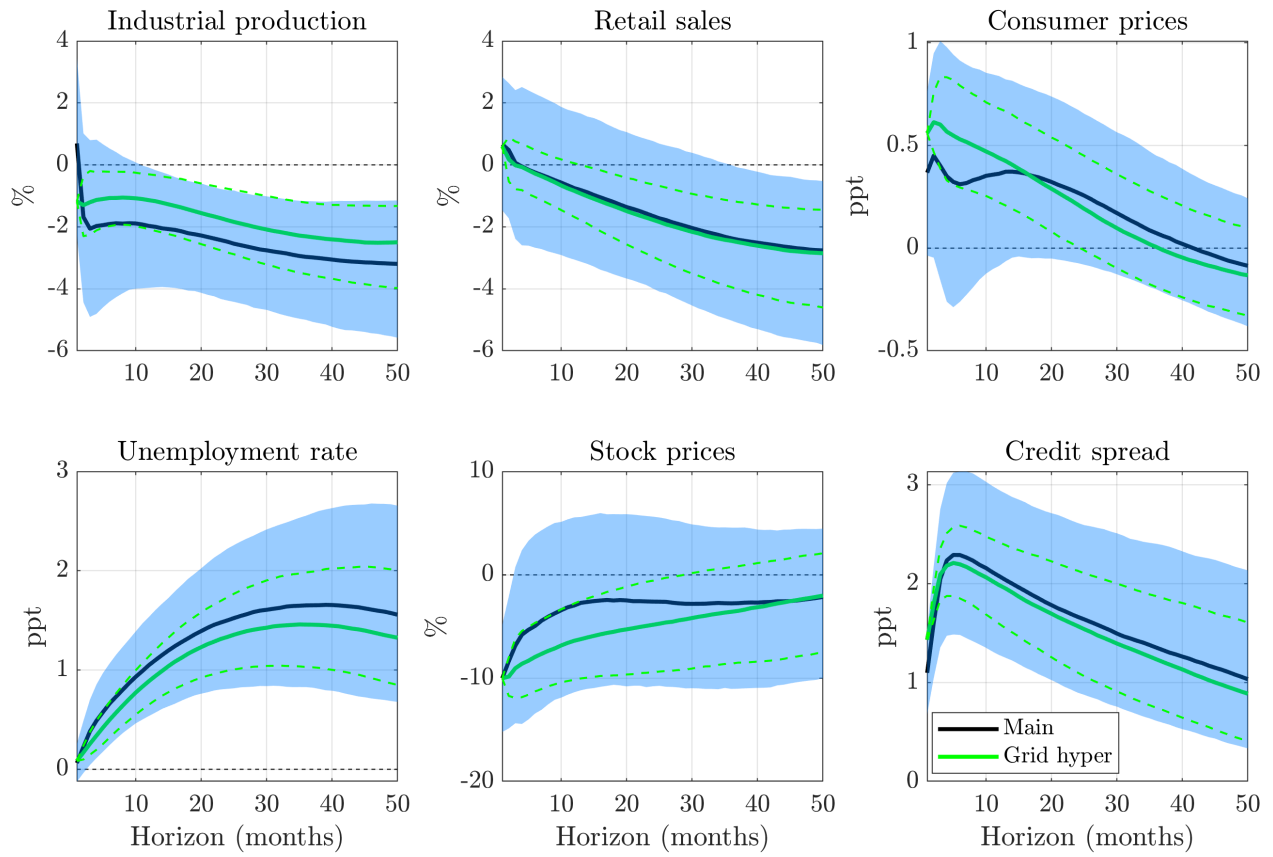 Industrial production
Retail sales
Consumer prices
4
2
0
-2
-4
-6
%
10 20 30 40 50
4
2
0
-2
-4
-6
%
10 20 30 40 50
1
0.5
0
-0.5
ppt
10 20 30 40 50
Unemployment rate
Stock prices
Credit spread
3
2
1
0
ppt
10 20 30 40 50
Horizon (months)
10
0
-10
-20
%
10 20 30 40 50
Horizon (months)
3
2
1
0
ppt
Main
Grid hyper
10 20 30 40 50
Horizon (months)